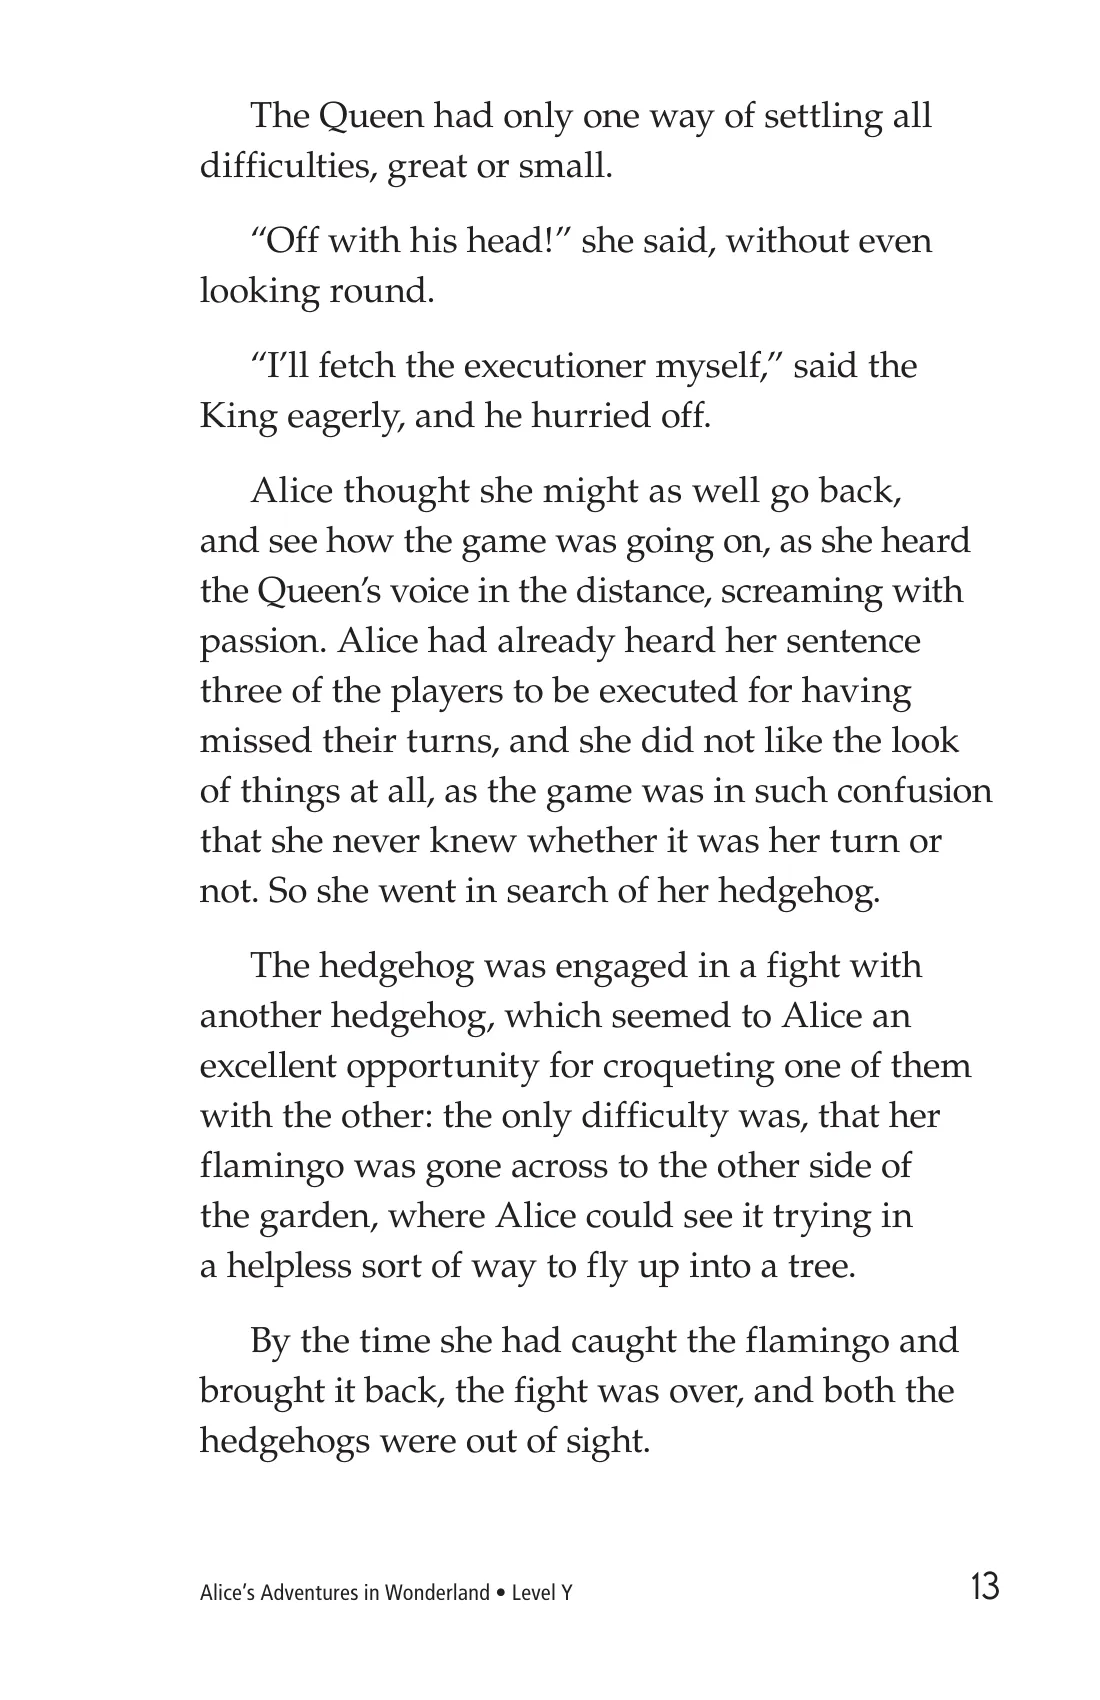 The Queen had only one way of settling all
difficulties, great or small.
“Off with his head!” she said, without even
looking round.
“I’ll fetch the executioner myself,” said the
King eagerly, and he hurried off.
Alice thought she might as well go back,
and see how the game was going on, as she heard
the Queen’s voice in the distance, screaming with
passion. Alice had already heard her sentence
three of the players to be executed for having
missed their turns, and she did not like the look
of things at all, as the game was in such confusion
that she never knew whether it was her turn or
not. So she went in search of her hedgehog.
The hedgehog was engaged in a fight with
another hedgehog, which seemed to Alice an
excellent opportunity for croqueting one of them
with the other: the only difficulty was, that her
flamingo was gone across to the other side of
the garden, where Alice could see it trying in
a helpless sort of way to fly up into a tree.
By the time she had caught the flamingo and
brought it back, the fight was over, and both the
hedgehogs were out of sight.
Alice’s Adventures in Wonderland • Level Y 13